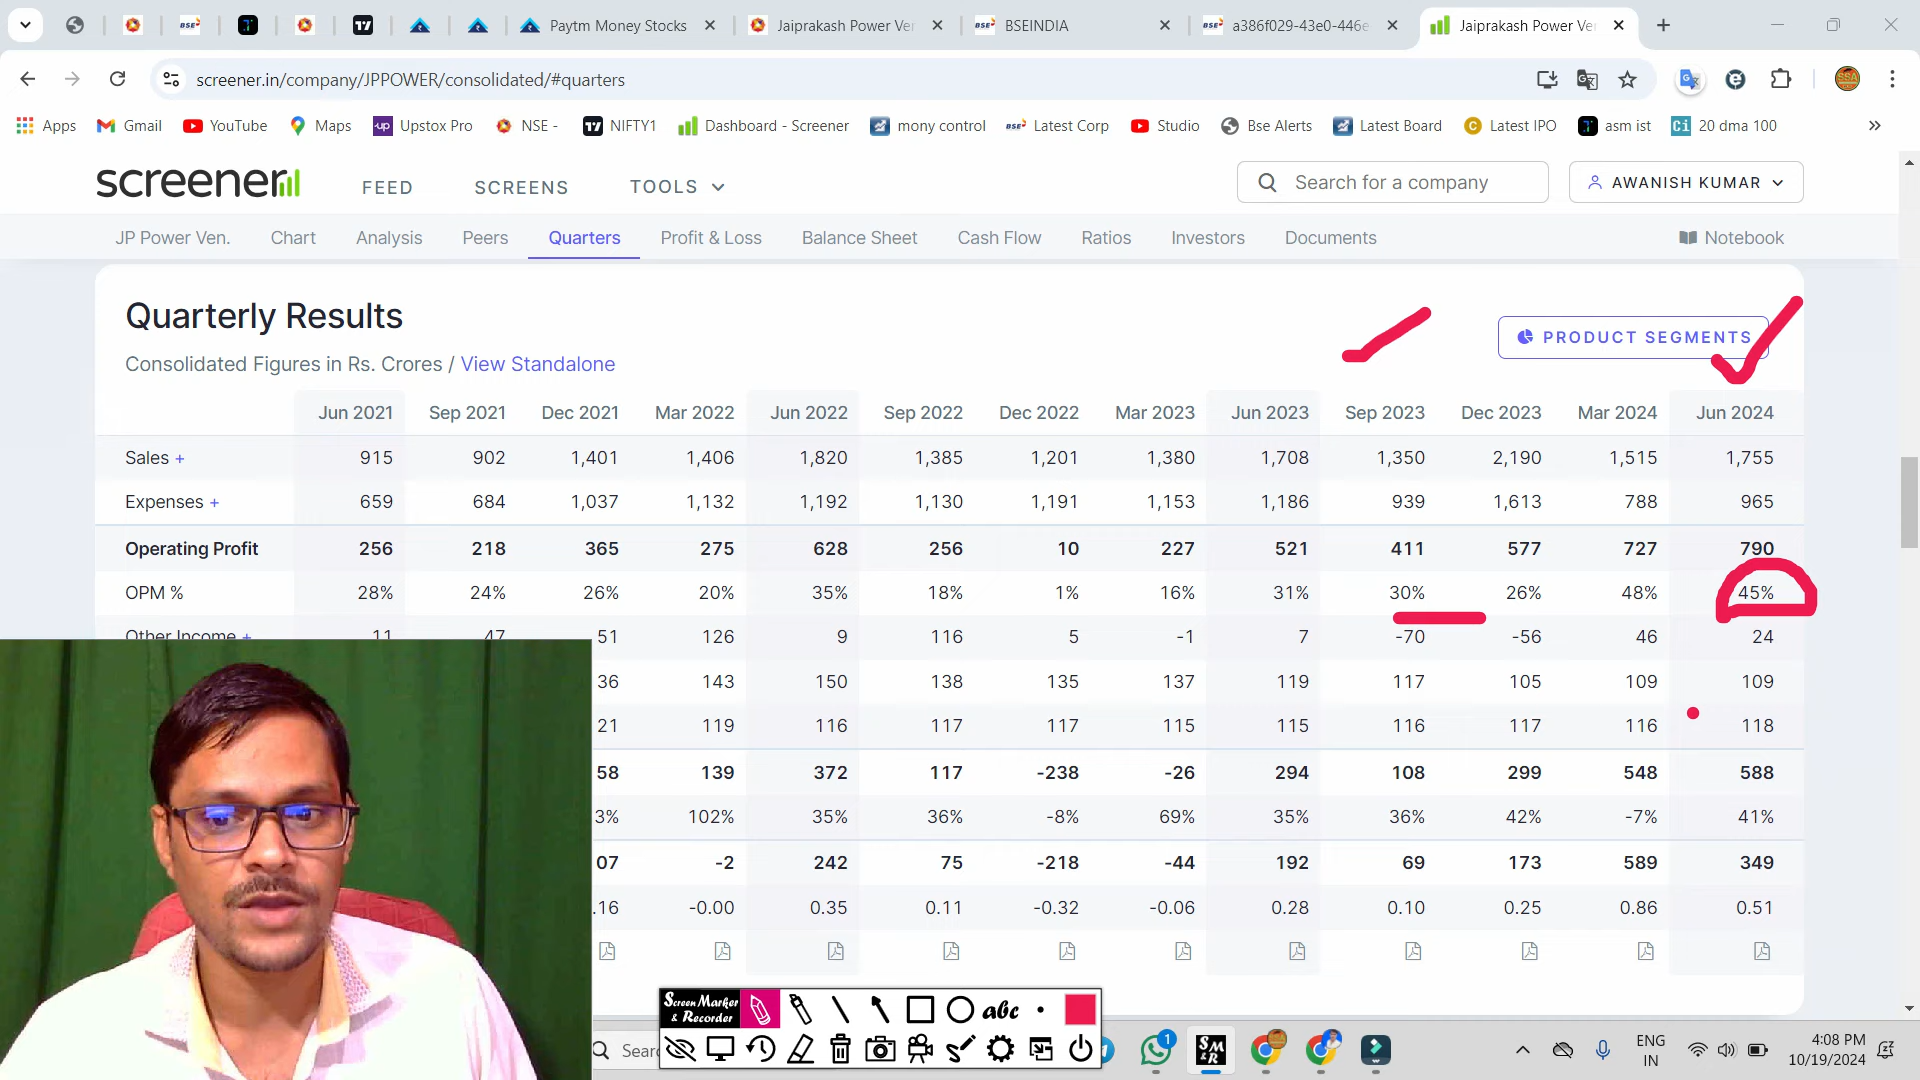 Paytm Money Stocks
Jaiprakash Power Ver
BSEINDIA
a386f029-43e0-446e
Jaiprakash Power Ver
screener.in/company/JPPOWER/consolidated/#quarters
Apps Gmail YouTube Maps Upstox Pro NSE - NIFTY1 Dashboard - Screener mony control Latest Corp Studio Bse Alerts Latest Board Latest IPO asm ist 20 dma 100
screener FEED SCREENS TOOLS Search for a company AWANISH KUMAR
JP Power Ven. Chart Analysis Peers Quarters Profit & Loss Balance Sheet Cash Flow Ratios Investors Documents Notebook
Quarterly Results
PRODUCT SEGMENTS
Consolidated Figures in Rs. Crores / View Standalone
Jun 2021 Sep 2021 Dec 2021 Mar 2022 Jun 2022 Sep 2022 Dec 2022 Mar 2023 Jun 2023 Sep 2023 Dec 2023 Mar 2024 Jun 2024
Sales + 915 902 1,401 1,406 1,820 1,385 1,201 1,380 1,708 1,350 2,190 1,515 1,755
Expenses + 659 684 1,037 1,132 1,192 1,130 1,191 1,153 1,186 939 1,613 788 965
Operating Profit 256 218 365 275 628 256 10 227 521 411 577 727 790
OPM % 28% 24% 26% 20% 35% 18% 1% 16% 31% 30% 26% 48% 45%
Other Income + 11 47 51 126 9 116 5 -1 7 -70 -56 46 24
36 143 150 138 135 137 119 117 105 109 109
21 119 116 117 117 115 115 116 117 116 118
58 139 372 117 -238 -26 294 108 299 548 588
3% 102% 35% 36% -8% 69% 35% 36% 42% -7% 41%
07 -2 242 75 -218 -44 192 69 173 589 349
.16 -0.00 0.35 0.11 -0.32 -0.06 0.28 0.10 0.25 0.86 0.51
Screen Marker & Recorder abc
Sear
1
SM &R
ENG IN
4:08 PM
10/19/2024